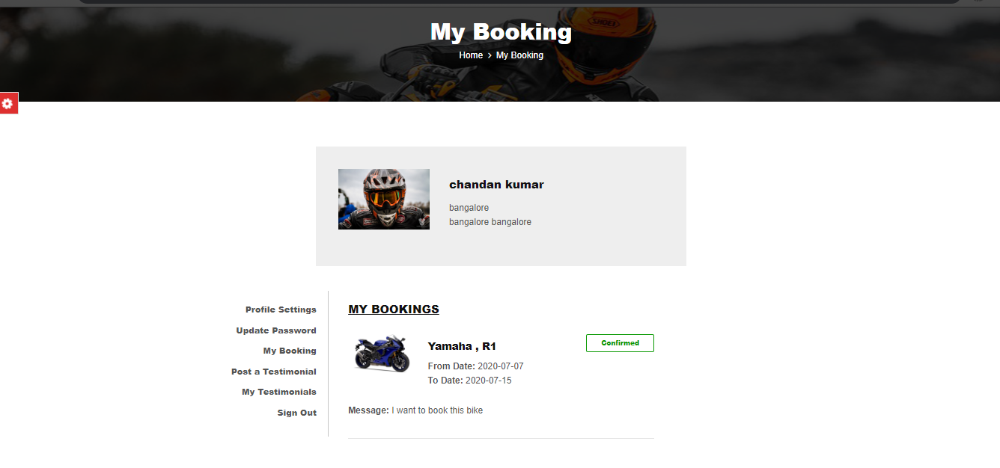 SHOEI
My Booking
Home › My Booking
chandan kumar
bangalore
bangalore bangalore
Profile Settings
Update Password
My Booking
Post a Testimonial
My Testimonials
Sign Out
MY BOOKINGS
Yamaha , R1
Confirmed
From Date: 2020-07-07
To Date: 2020-07-15
Message: I want to book this bike